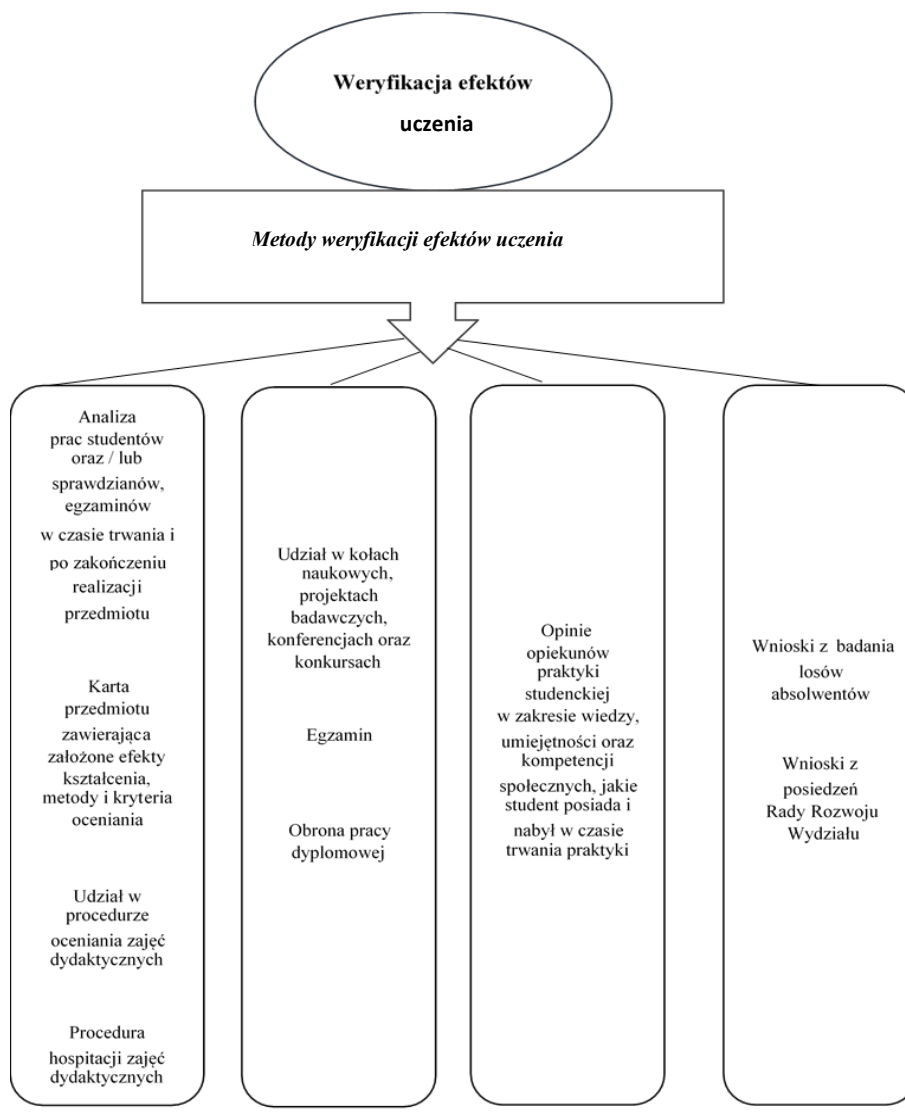 Weryfikacja efektów
uczenia
Metody weryfikacji efektów uczenia
Analiza
prac studentów
oraz / lub
sprawdzianów,
egzaminów
w czasie trwania i
po zakończeniu
realizacji
przedmiotu
Karta
przedmiotu
zawierająca
założone efekty
kształcenia,
metody i kryteria
oceniania
Udział w
procedurze
oceniania zajęć
dydaktycznych
Procedura
hospitacji zajęć
dydaktycznych
Udział w kołach
naukowych,
projektach
badawczych,
konferencjach oraz
konkursach
Egzamin
Obrona pracy
dyplomowej
Opinie
opiekunów
praktyki
studenckiej
w zakresie wiedzy,
umiejętności oraz
kompetencji
społecznych, jakie
student posiada i
nabył w czasie
trwania praktyki
Wnioski z badania
losów
absolwentów
Wnioski z
posiedzeń
Rady Rozwoju
Wydziału